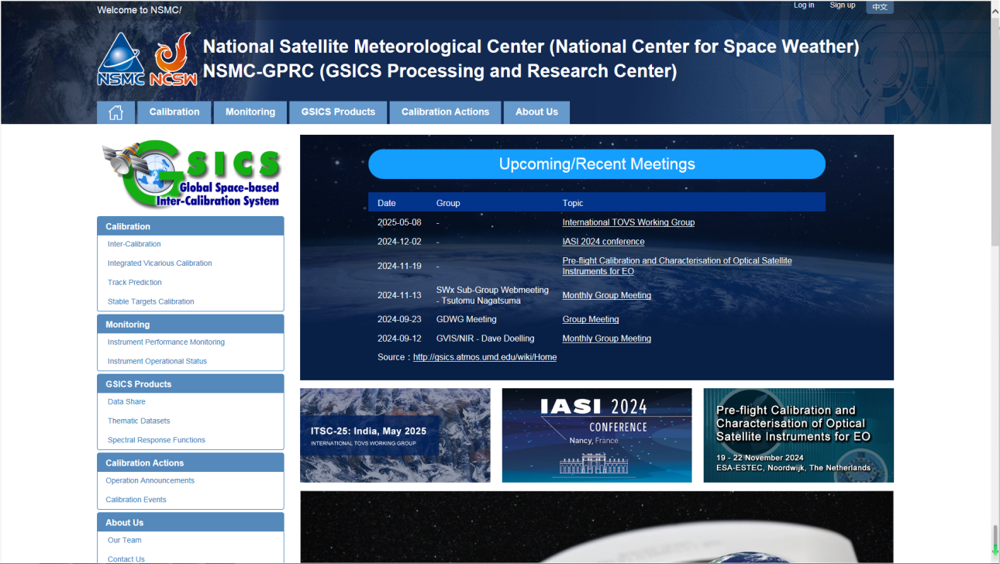 Welcome to NSMC!
Log in
Sign up
中文
NSMC
NCSW
National Satellite Meteorological Center (National Center for Space Weather)
NSMC-GPRC (GSICS Processing and Research Center)
Calibration
Monitoring
GSICS Products
Calibration Actions
About Us
GSICS
Global Space-based
Inter-Calibration System
Calibration
Inter-Calibration
Integrated Vicarious Calibration
Track Prediction
Stable Targets Calibration
Monitoring
Instrument Performance Monitoring
Instrument Operational Status
GSICS Products
Data Share
Thematic Datasets
Spectral Response Functions
Calibration Actions
Operation Announcements
Calibration Events
About Us
Our Team
Contact Us
Upcoming/Recent Meetings
Date Group Topic
2025-05-08 - International TOVS Working Group
2024-12-02 - IASI 2024 conference
2024-11-19 - Pre-flight Calibration and Characterisation of Optical Satellite
Instruments for EO
2024-11-13 SWx Sub-Group Webmeeting
- Tsutomu Nagatsuma Monthly Group Meeting
2024-09-23 GDWG Meeting Group Meeting
2024-09-12 GVIS/NIR - Dave Doelling Monthly Group Meeting
Source：http://gsics.atmos.umd.edu/wiki/Home
ITSC-25: India, May 2025
INTERNATIONAL TOVS WORKING GROUP
IASI 2024
CONFERENCE
Nancy, France
Pre-flight Calibration and
Characterisation of Optical
Satellite Instruments for EO
19 - 22 November 2024
ESA-ESTEC, Noordwijk, The Netherlands